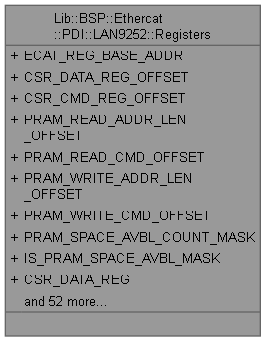 Lib::BSP::Ethercat
::PDI::LAN9252::Registers
+ ECAT_REG_BASE_ADDR
+ CSR_DATA_REG_OFFSET
+ CSR_CMD_REG_OFFSET
+ PRAM_READ_ADDR_LEN
_OFFSET
+ PRAM_READ_CMD_OFFSET
+ PRAM_WRITE_ADDR_LEN
_OFFSET
+ PRAM_WRITE_CMD_OFFSET
+ PRAM_SPACE_AVBL_COUNT_MASK
+ IS_PRAM_SPACE_AVBL_MASK
+ CSR_DATA_REG
and 52 more...